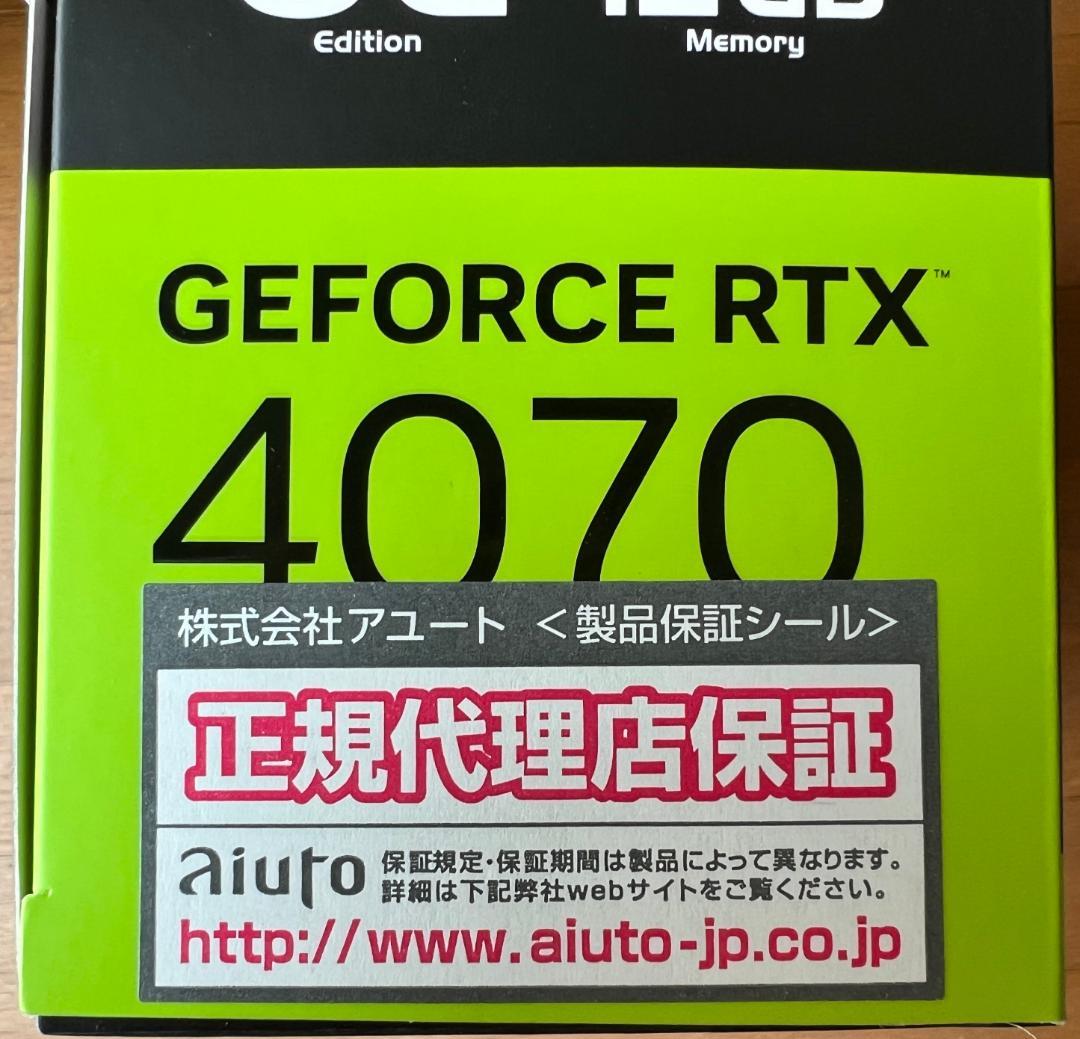 Edition
Memory
GEFORCE RTX™
4070
株式会社アユート ＜製品保証シール＞
正規代理店保証
aiuto
保証規定・保証期間は製品によって異なります。
詳細は下記弊社webサイトをご覧ください。
http://www.aiuto-jp.co.jp